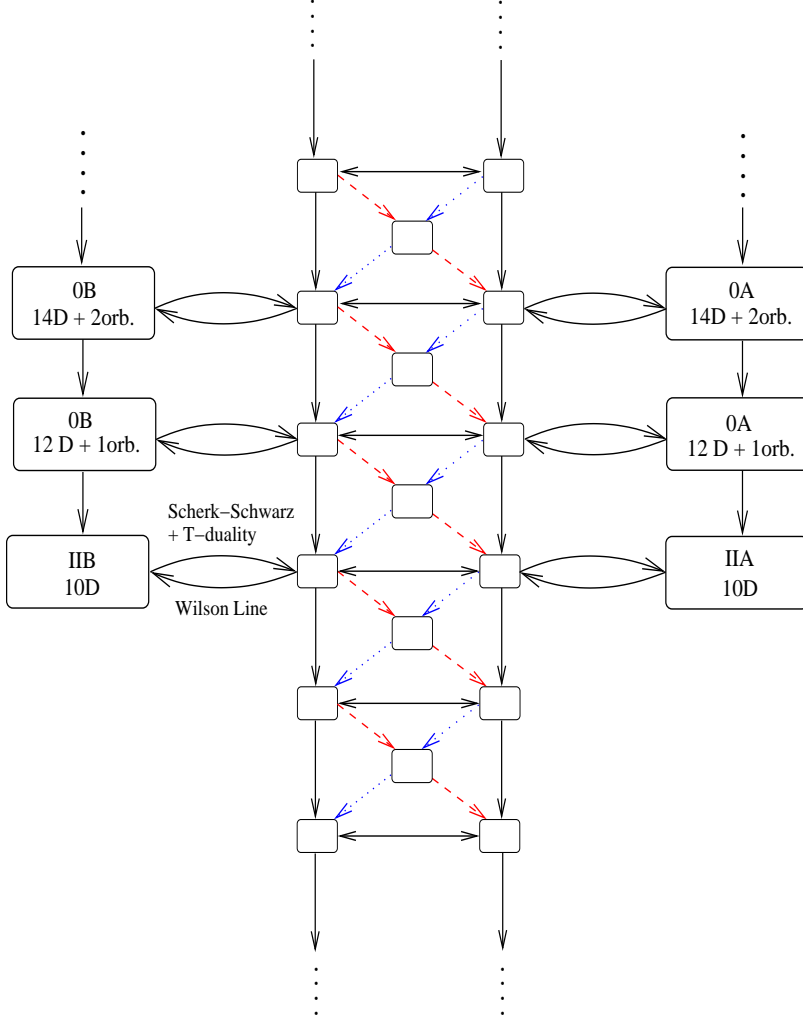 0B
14D + 2orb.
0A
14D + 2orb.
0B
12 D + 1orb.
0A
12 D + 1orb.
Scherk–Schwarz
+ T–duality
IIB
10D
IIA
10D
Wilson Line